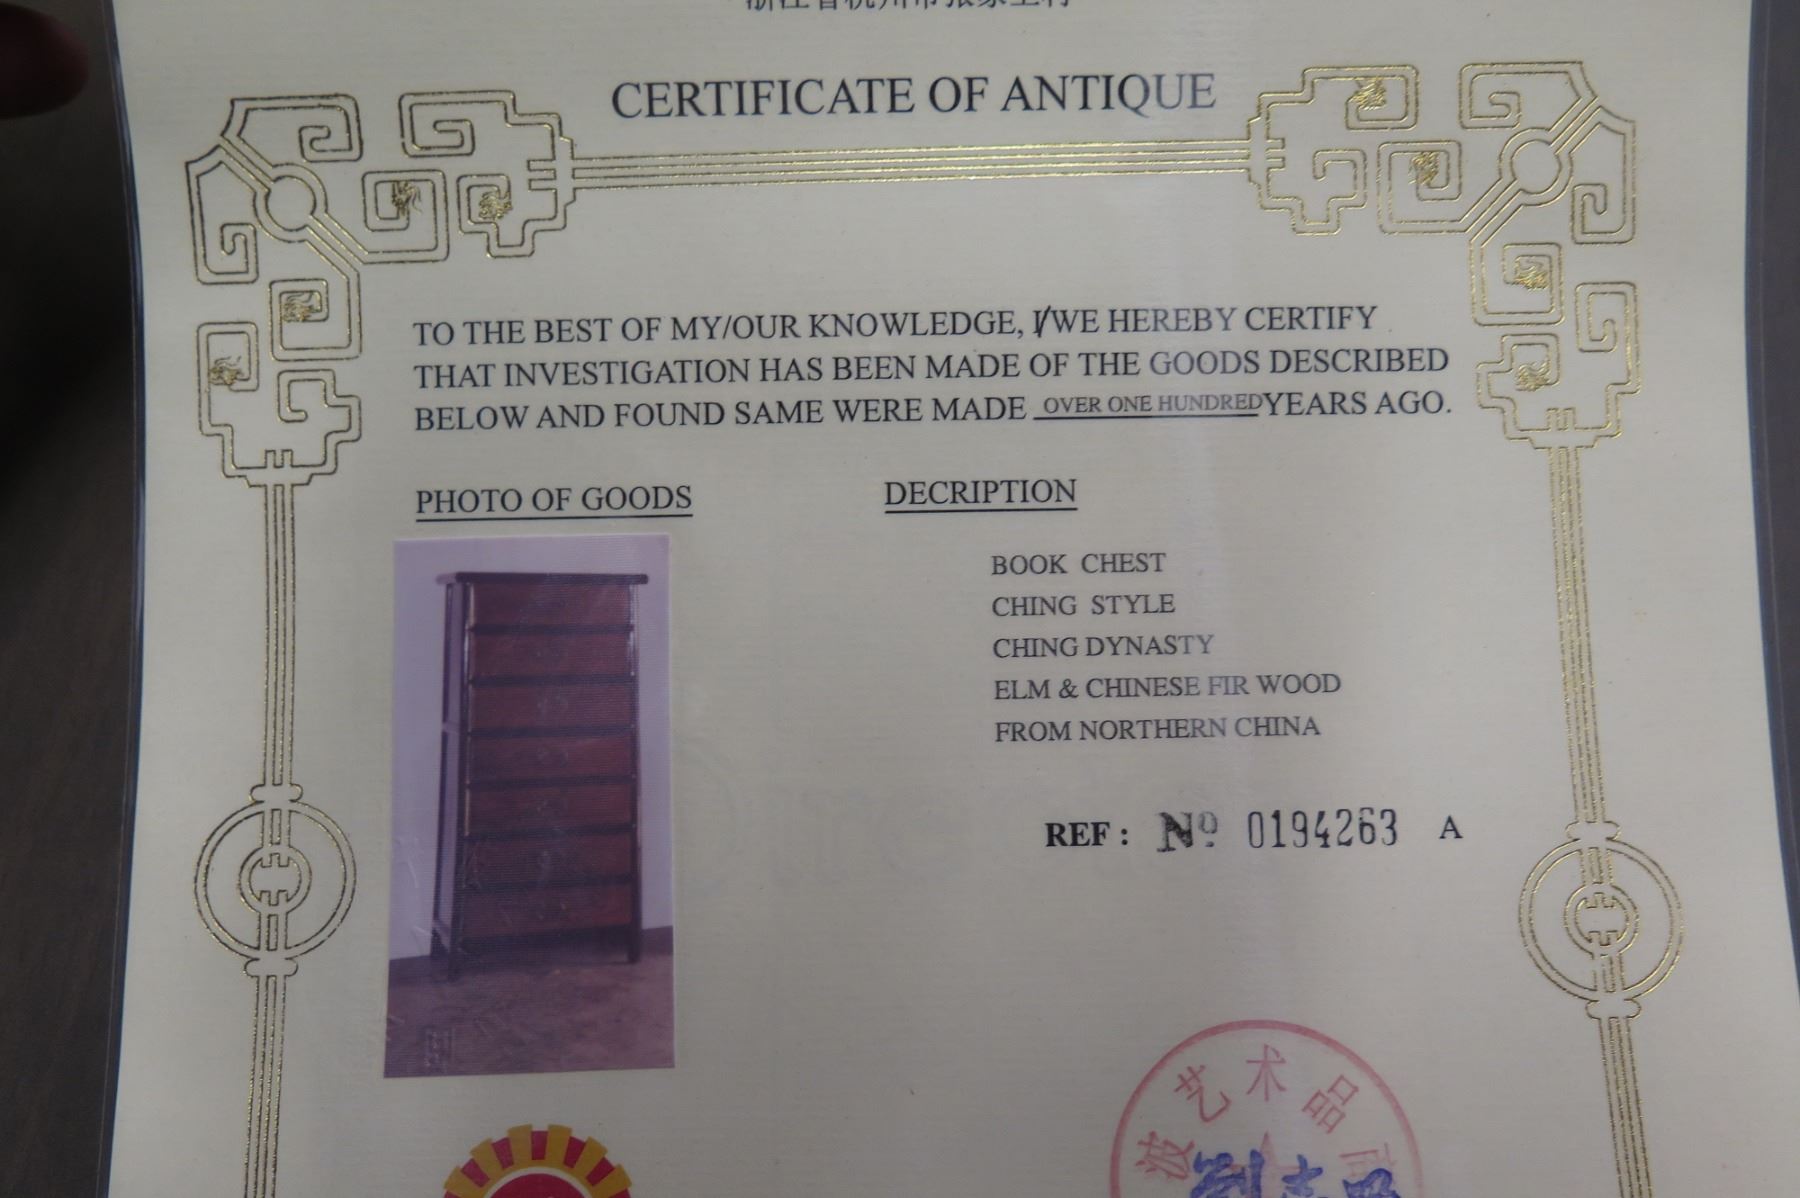 CERTIFICATE OF ANTIQUE
TO THE BEST OF MY/OUR KNOWLEDGE, I/WE HEREBY CERTIFY
THAT INVESTIGATION HAS BEEN MADE OF THE GOODS DESCRIBED
BELOW AND FOUND SAME WERE MADE OVER ONE HUNDRED YEARS AGO.
PHOTO OF GOODS
DECRIPTION
BOOK CHEST
CHING STYLE
CHING DYNASTY
ELM & CHINESE FIR WOOD
FROM NORTHERN CHINA
REF: Nº 0194263 A
波艺术品